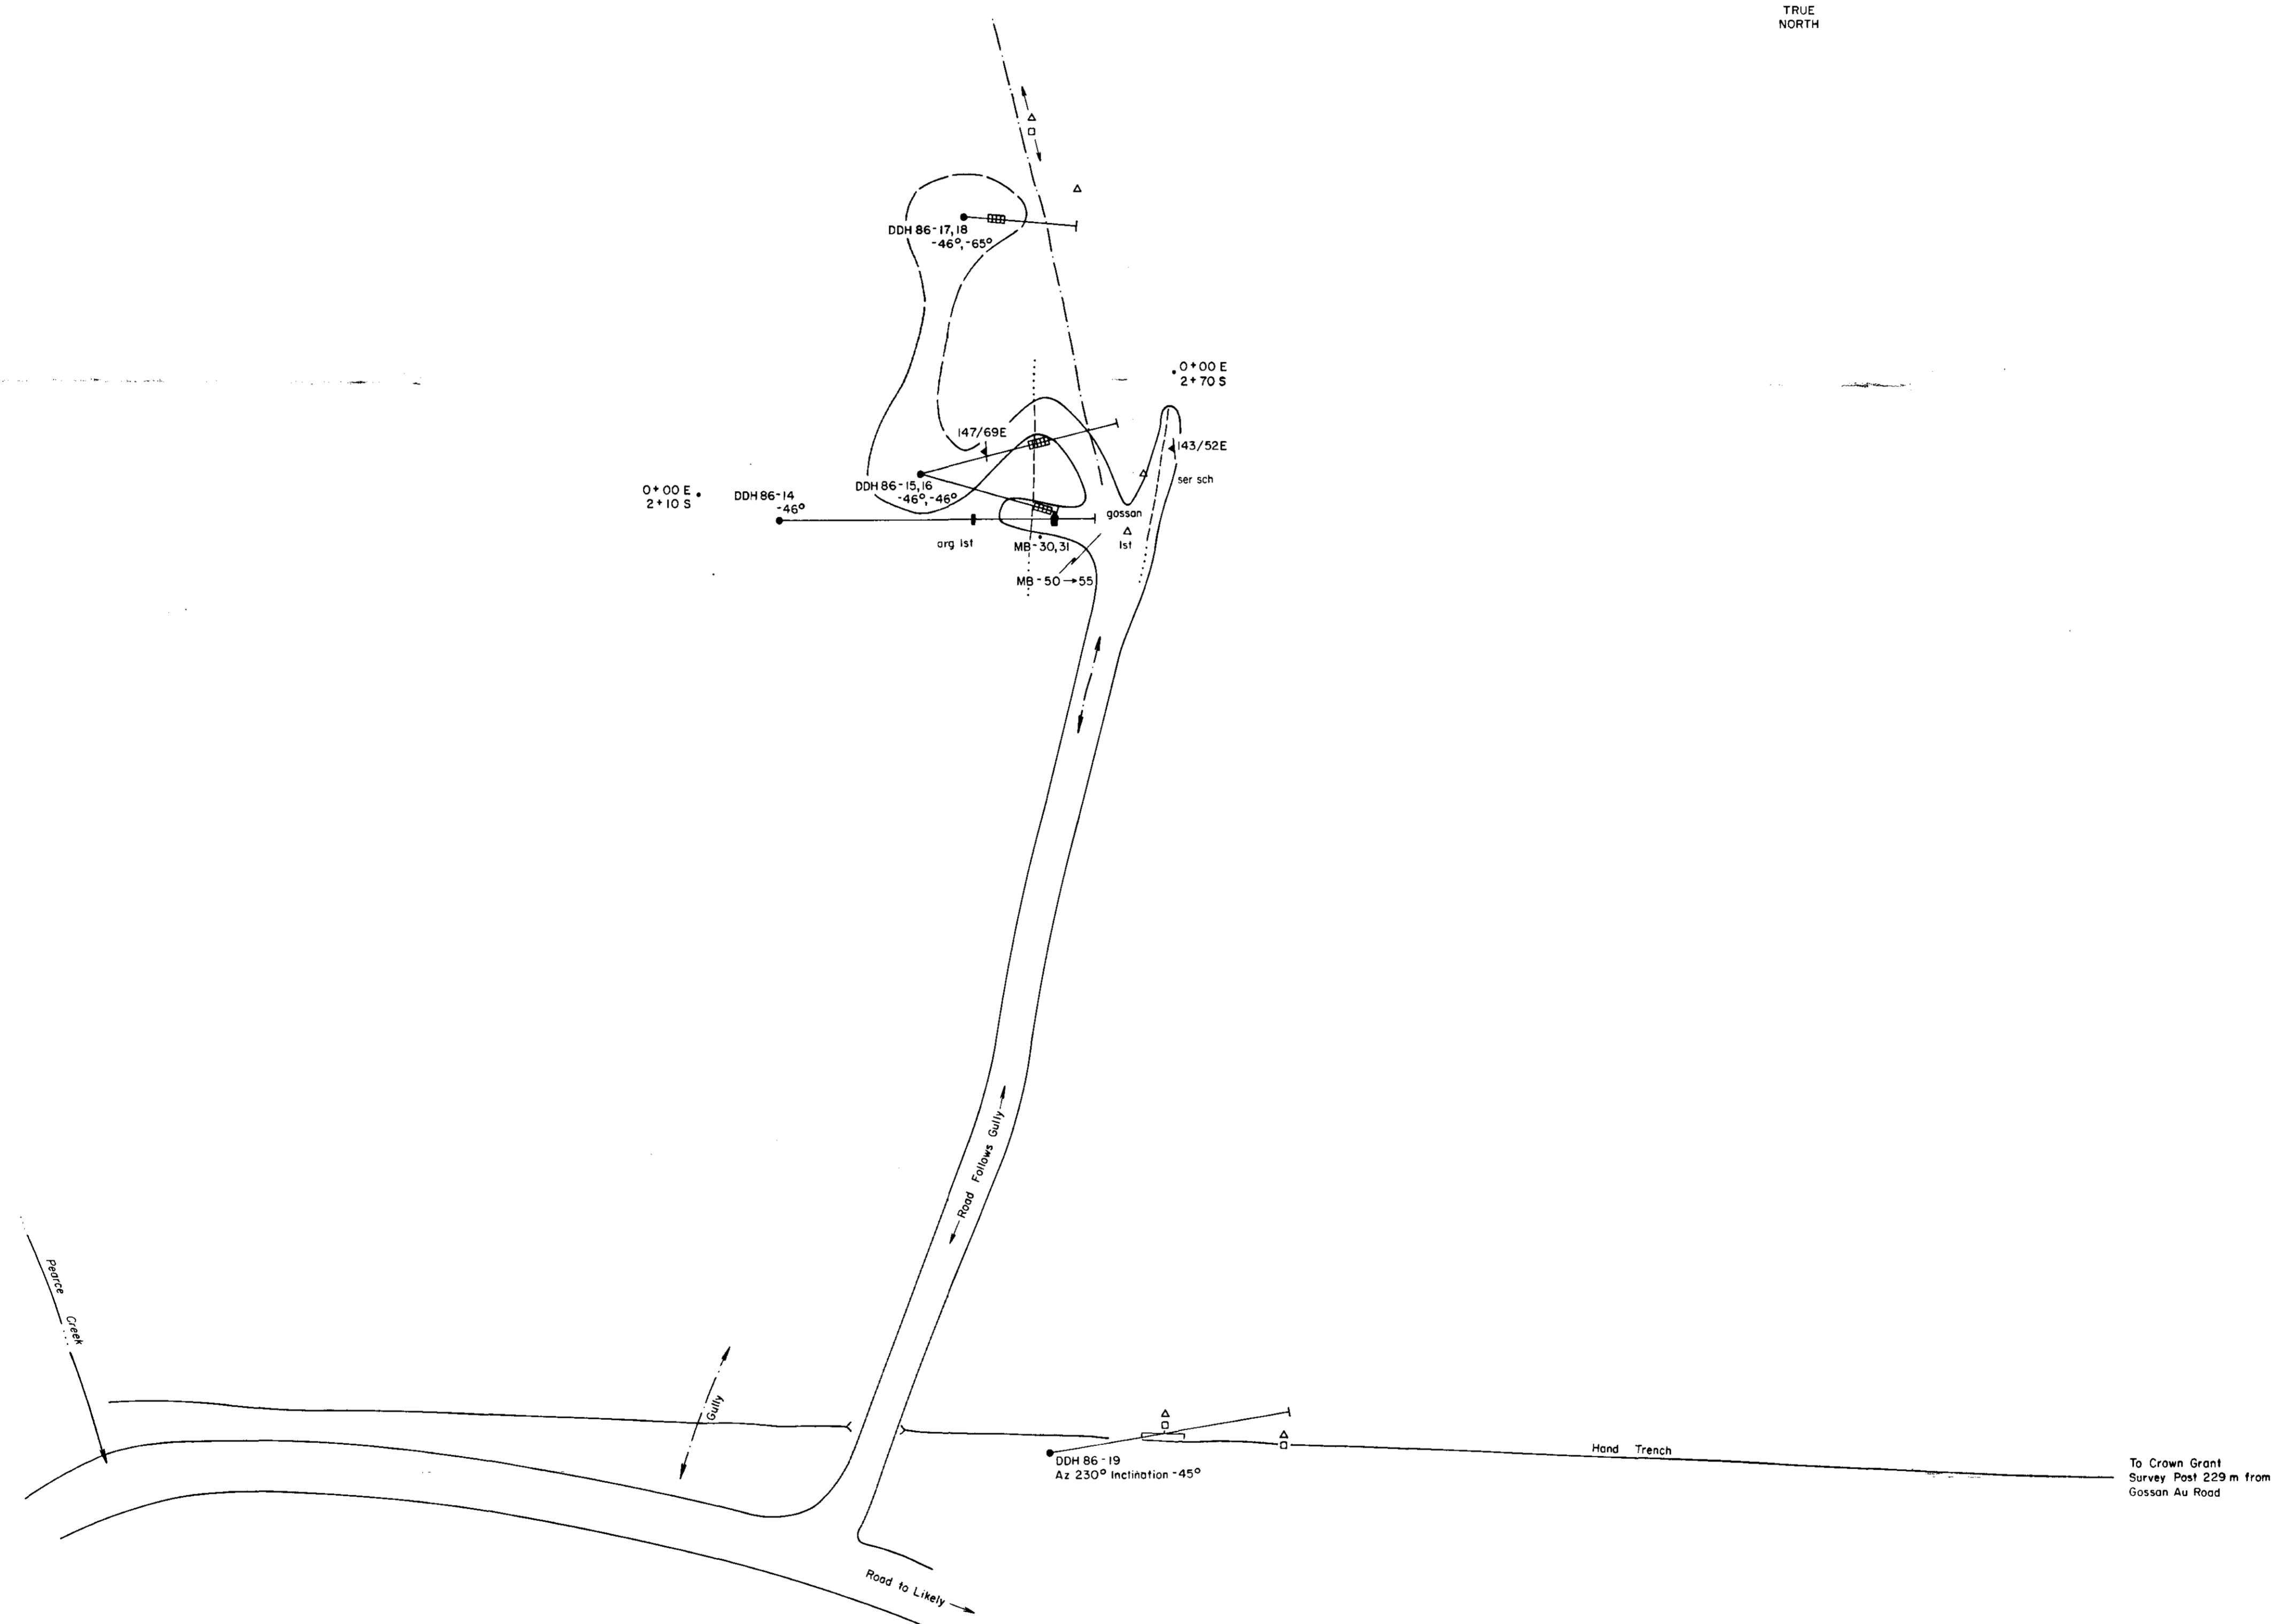 TRUE
NORTH
DDH 86-17,18
-46°,-65°
0+00 E
2+70 S
147/69E
143/52E
ser sch
DDH 86-15,16
-46°,-46°
0+00 E
2+10 S
DDH 86-14
-46°
gossan
arg lst
MB-30,31
lst
MB-50→55
Road Follows Gully
Pearce Creek
Gully
DDH 86-19
Az 230° Inclination -45°
Hand Trench
To Crown Grant
Survey Post 229 m from
Gossan Au Road
Road to Likely